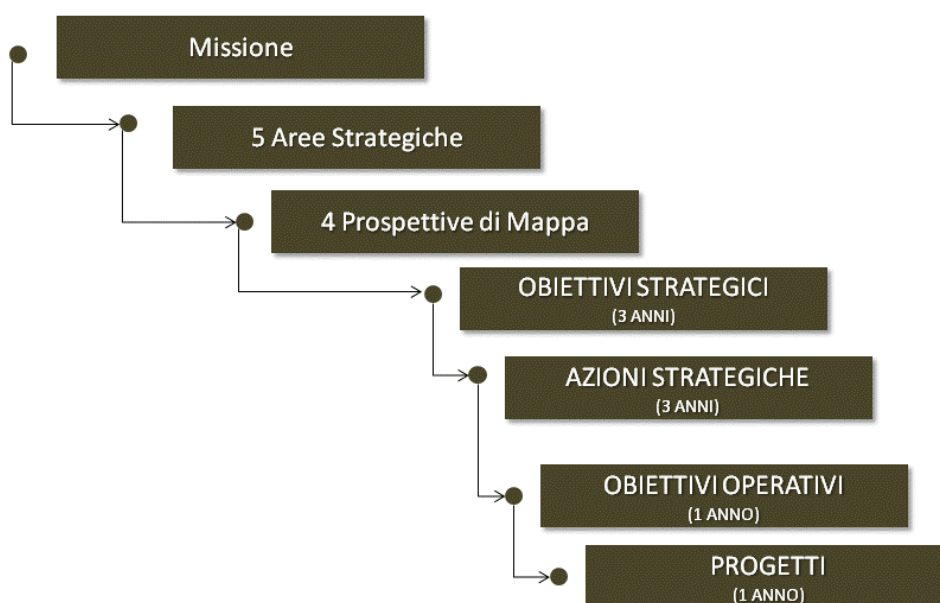 Missione
5 Aree Strategiche
4 Prospettive di Mappa
OBIETTIVI STRATEGICI
(3 ANNI)
AZIONI STRATEGICHE
(3 ANNI)
OBIETTIVI OPERATIVI
(1 ANNO)
PROGETTI
(1 ANNO)